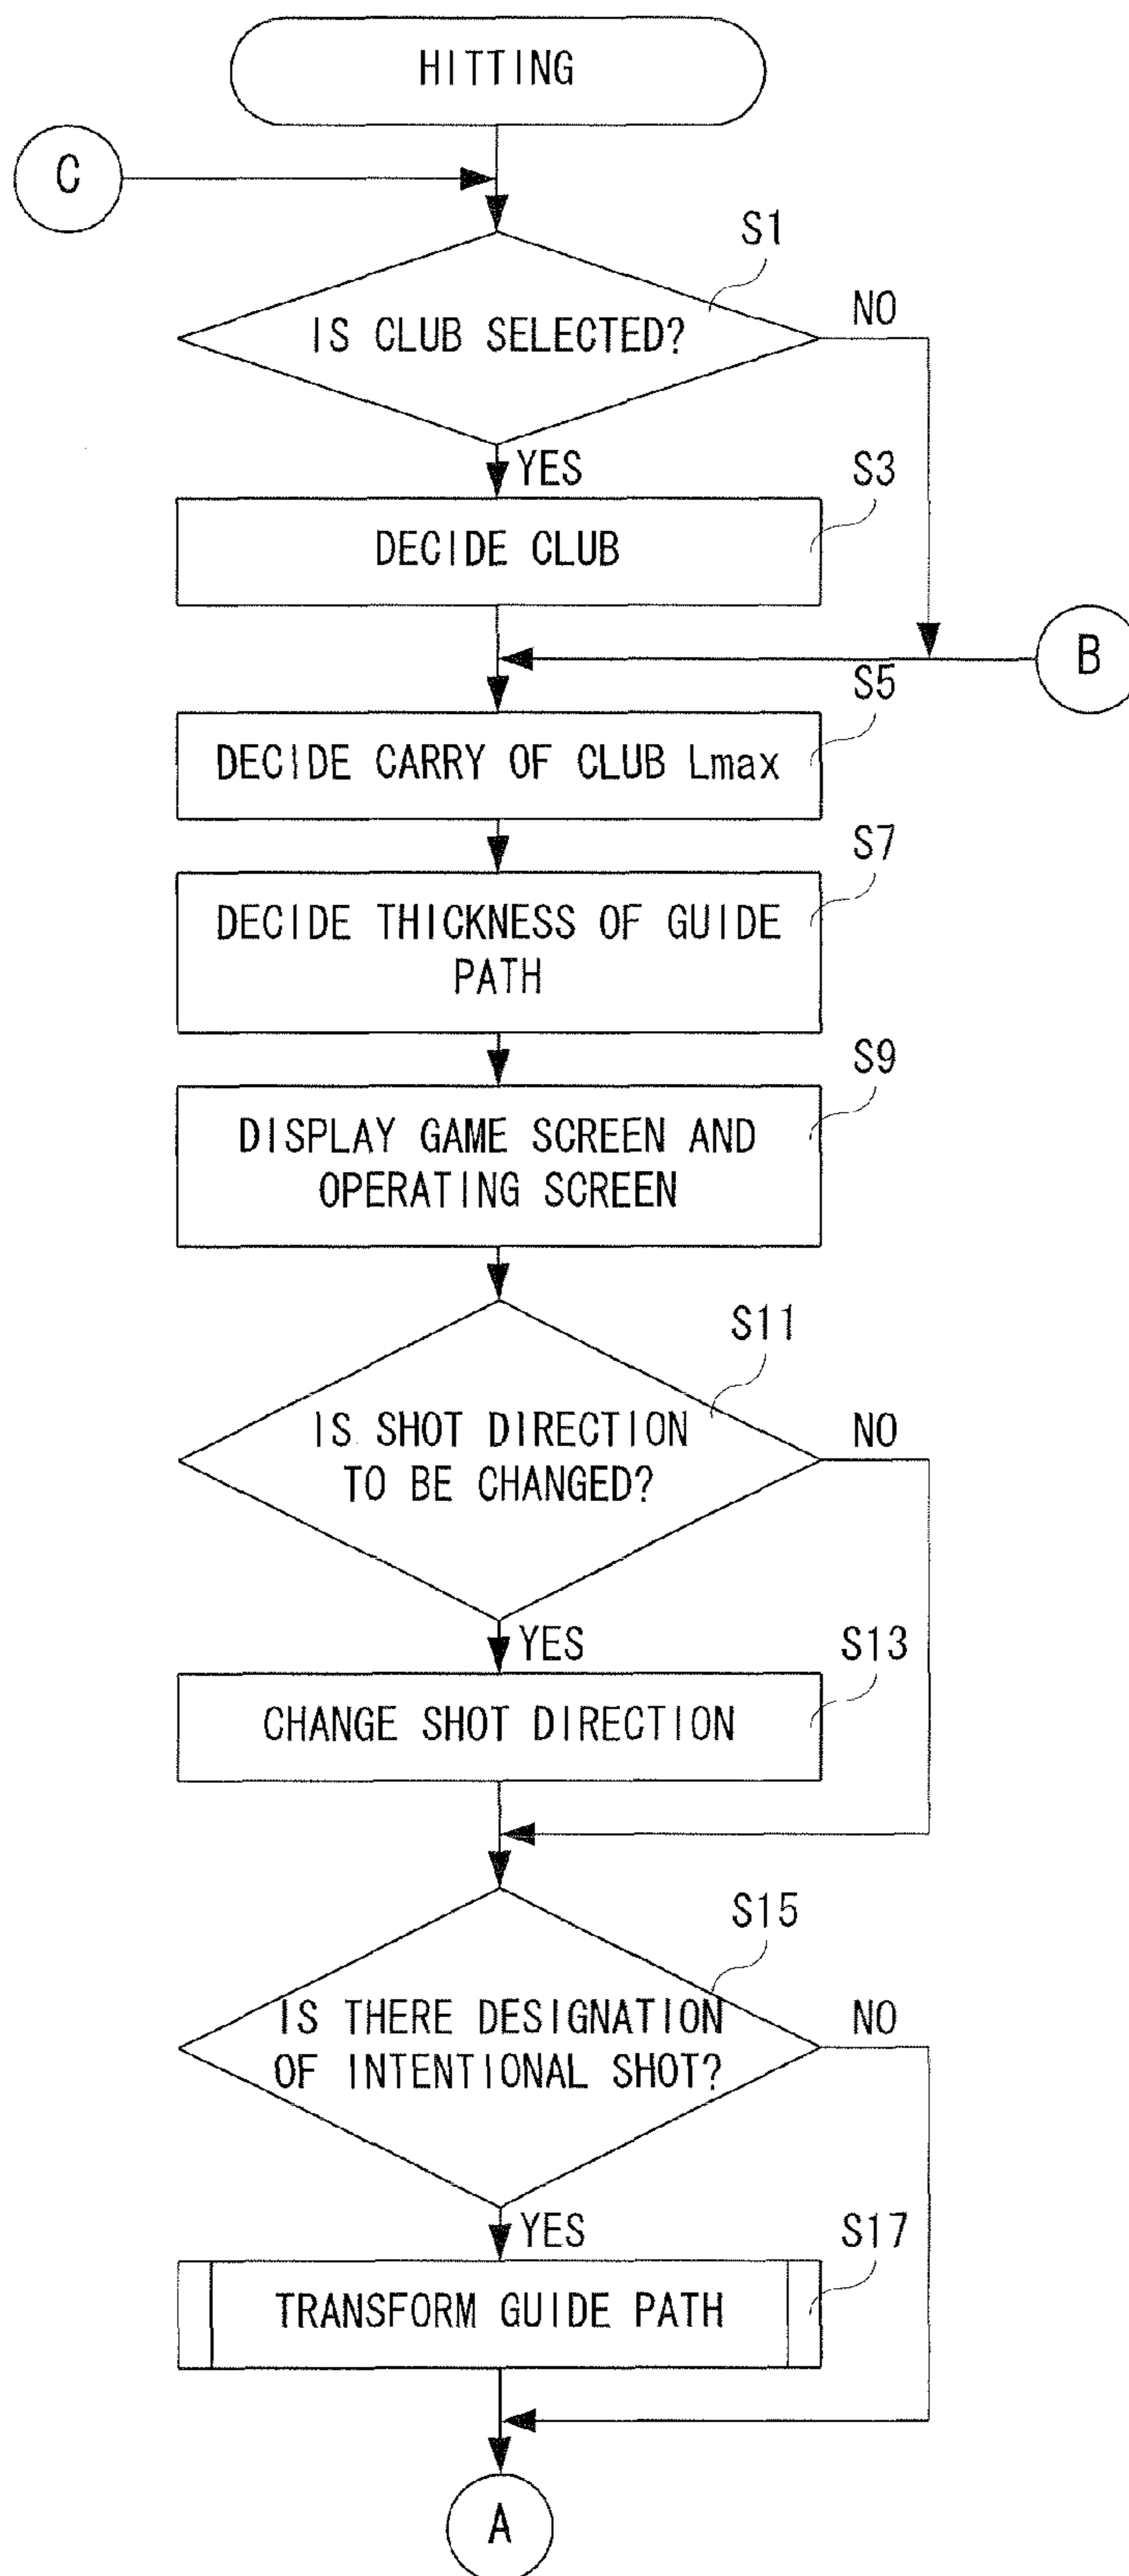 HITTING
C
S1
IS CLUB SELECTED?
NO
YES
S3
DECIDE CLUB
B
S5
DECIDE CARRY OF CLUB Lmax
S7
DECIDE THICKNESS OF GUIDE
PATH
S9
DISPLAY GAME SCREEN AND
OPERATING SCREEN
S11
IS SHOT DIRECTION
TO BE CHANGED?
NO
YES
S13
CHANGE SHOT DIRECTION
S15
IS THERE DESIGNATION
OF INTENTIONAL SHOT?
NO
YES
S17
TRANSFORM GUIDE PATH
A